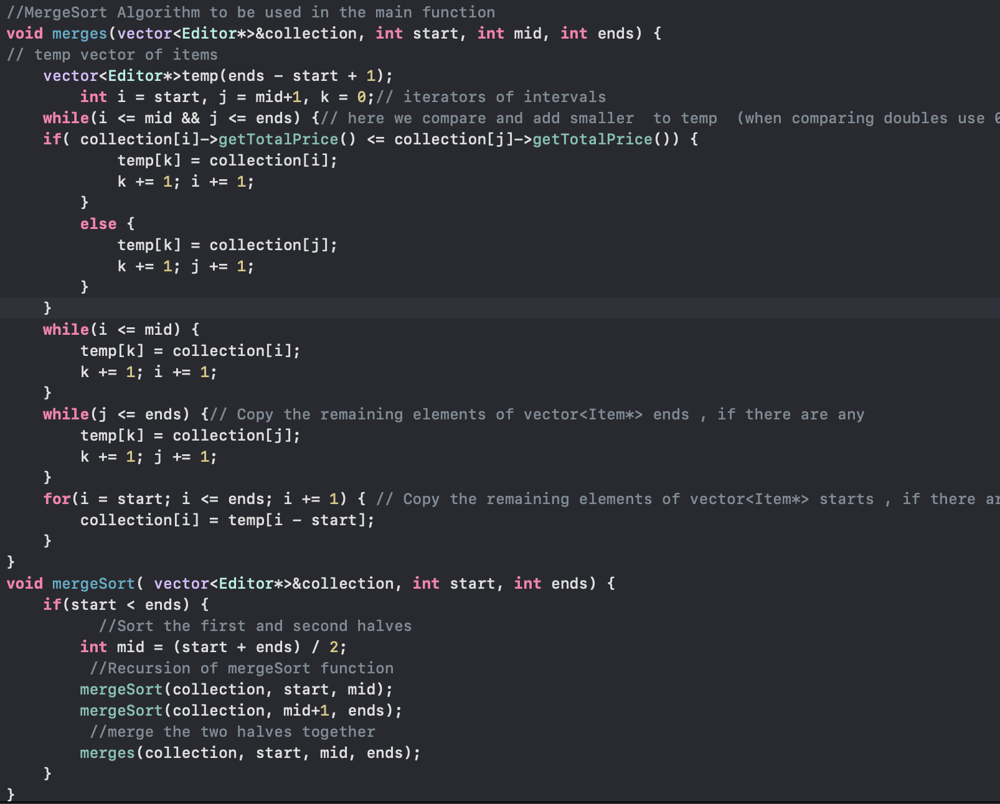 //MergeSort Algorithm to be used in the main function
void merges(vector<Editor*>&collection, int start, int mid, int ends) {
// temp vector of items
    vector<Editor*>temp(ends - start + 1);
        int i = start, j = mid+1, k = 0;// iterators of intervals
    while(i <= mid && j <= ends) {// here we compare and add smaller  to temp  (when comparing doubles use
    if( collection[i]->getTotalPrice() <= collection[j]->getTotalPrice()) {
            temp[k] = collection[i];
            k += 1; i += 1;
        }
        else {
            temp[k] = collection[j];
            k += 1; j += 1;
        }
    }
    while(i <= mid) {
        temp[k] = collection[i];
        k += 1; i += 1;
    }
    while(j <= ends) {// Copy the remaining elements of vector<Item*> ends , if there are any
        temp[k] = collection[j];
        k += 1; j += 1;
    }
    for(i = start; i <= ends; i += 1) { // Copy the remaining elements of vector<Item*> starts , if there
        collection[i] = temp[i - start];
    }
}
void mergeSort( vector<Editor*>&collection, int start, int ends) {
    if(start < ends) {
          //Sort the first and second halves
        int mid = (start + ends) / 2;
         //Recursion of mergeSort function
        mergeSort(collection, start, mid);
        mergeSort(collection, mid+1, ends);
         //merge the two halves together
        merges(collection, start, mid, ends);
    }
}